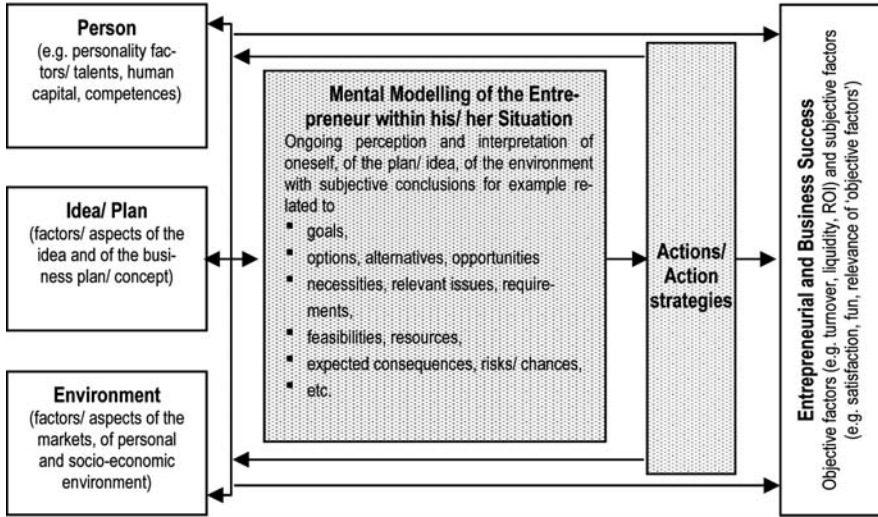 Person
(e.g. personality fac-
tors/ talents, human
capital, competences)
Idea/ Plan
(factors/ aspects of the
idea and of the busi-
ness plan/ concept)
Environment
(factors/ aspects of the
markets, of personal
and socio-economic
environment)
Mental Modelling of the Entre-
preneur within his/ her Situation
Ongoing perception and interpretation of
oneself, of the plan/ idea, of the environment
with subjective conclusions for example re-
lated to
▪ goals,
▪ options, alternatives, opportunities
▪ necessities, relevant issues, require-
ments,
▪ feasibilities, resources,
▪ expected consequences, risks/ chances,
▪ etc.
Actions/
Action
strategies
Entrepreneurial and Business Success
Objective factors (e.g. turnover, liquidity, ROI) and subjective factors
(e.g. satisfaction, fun, relevance of ‘objective factors’)